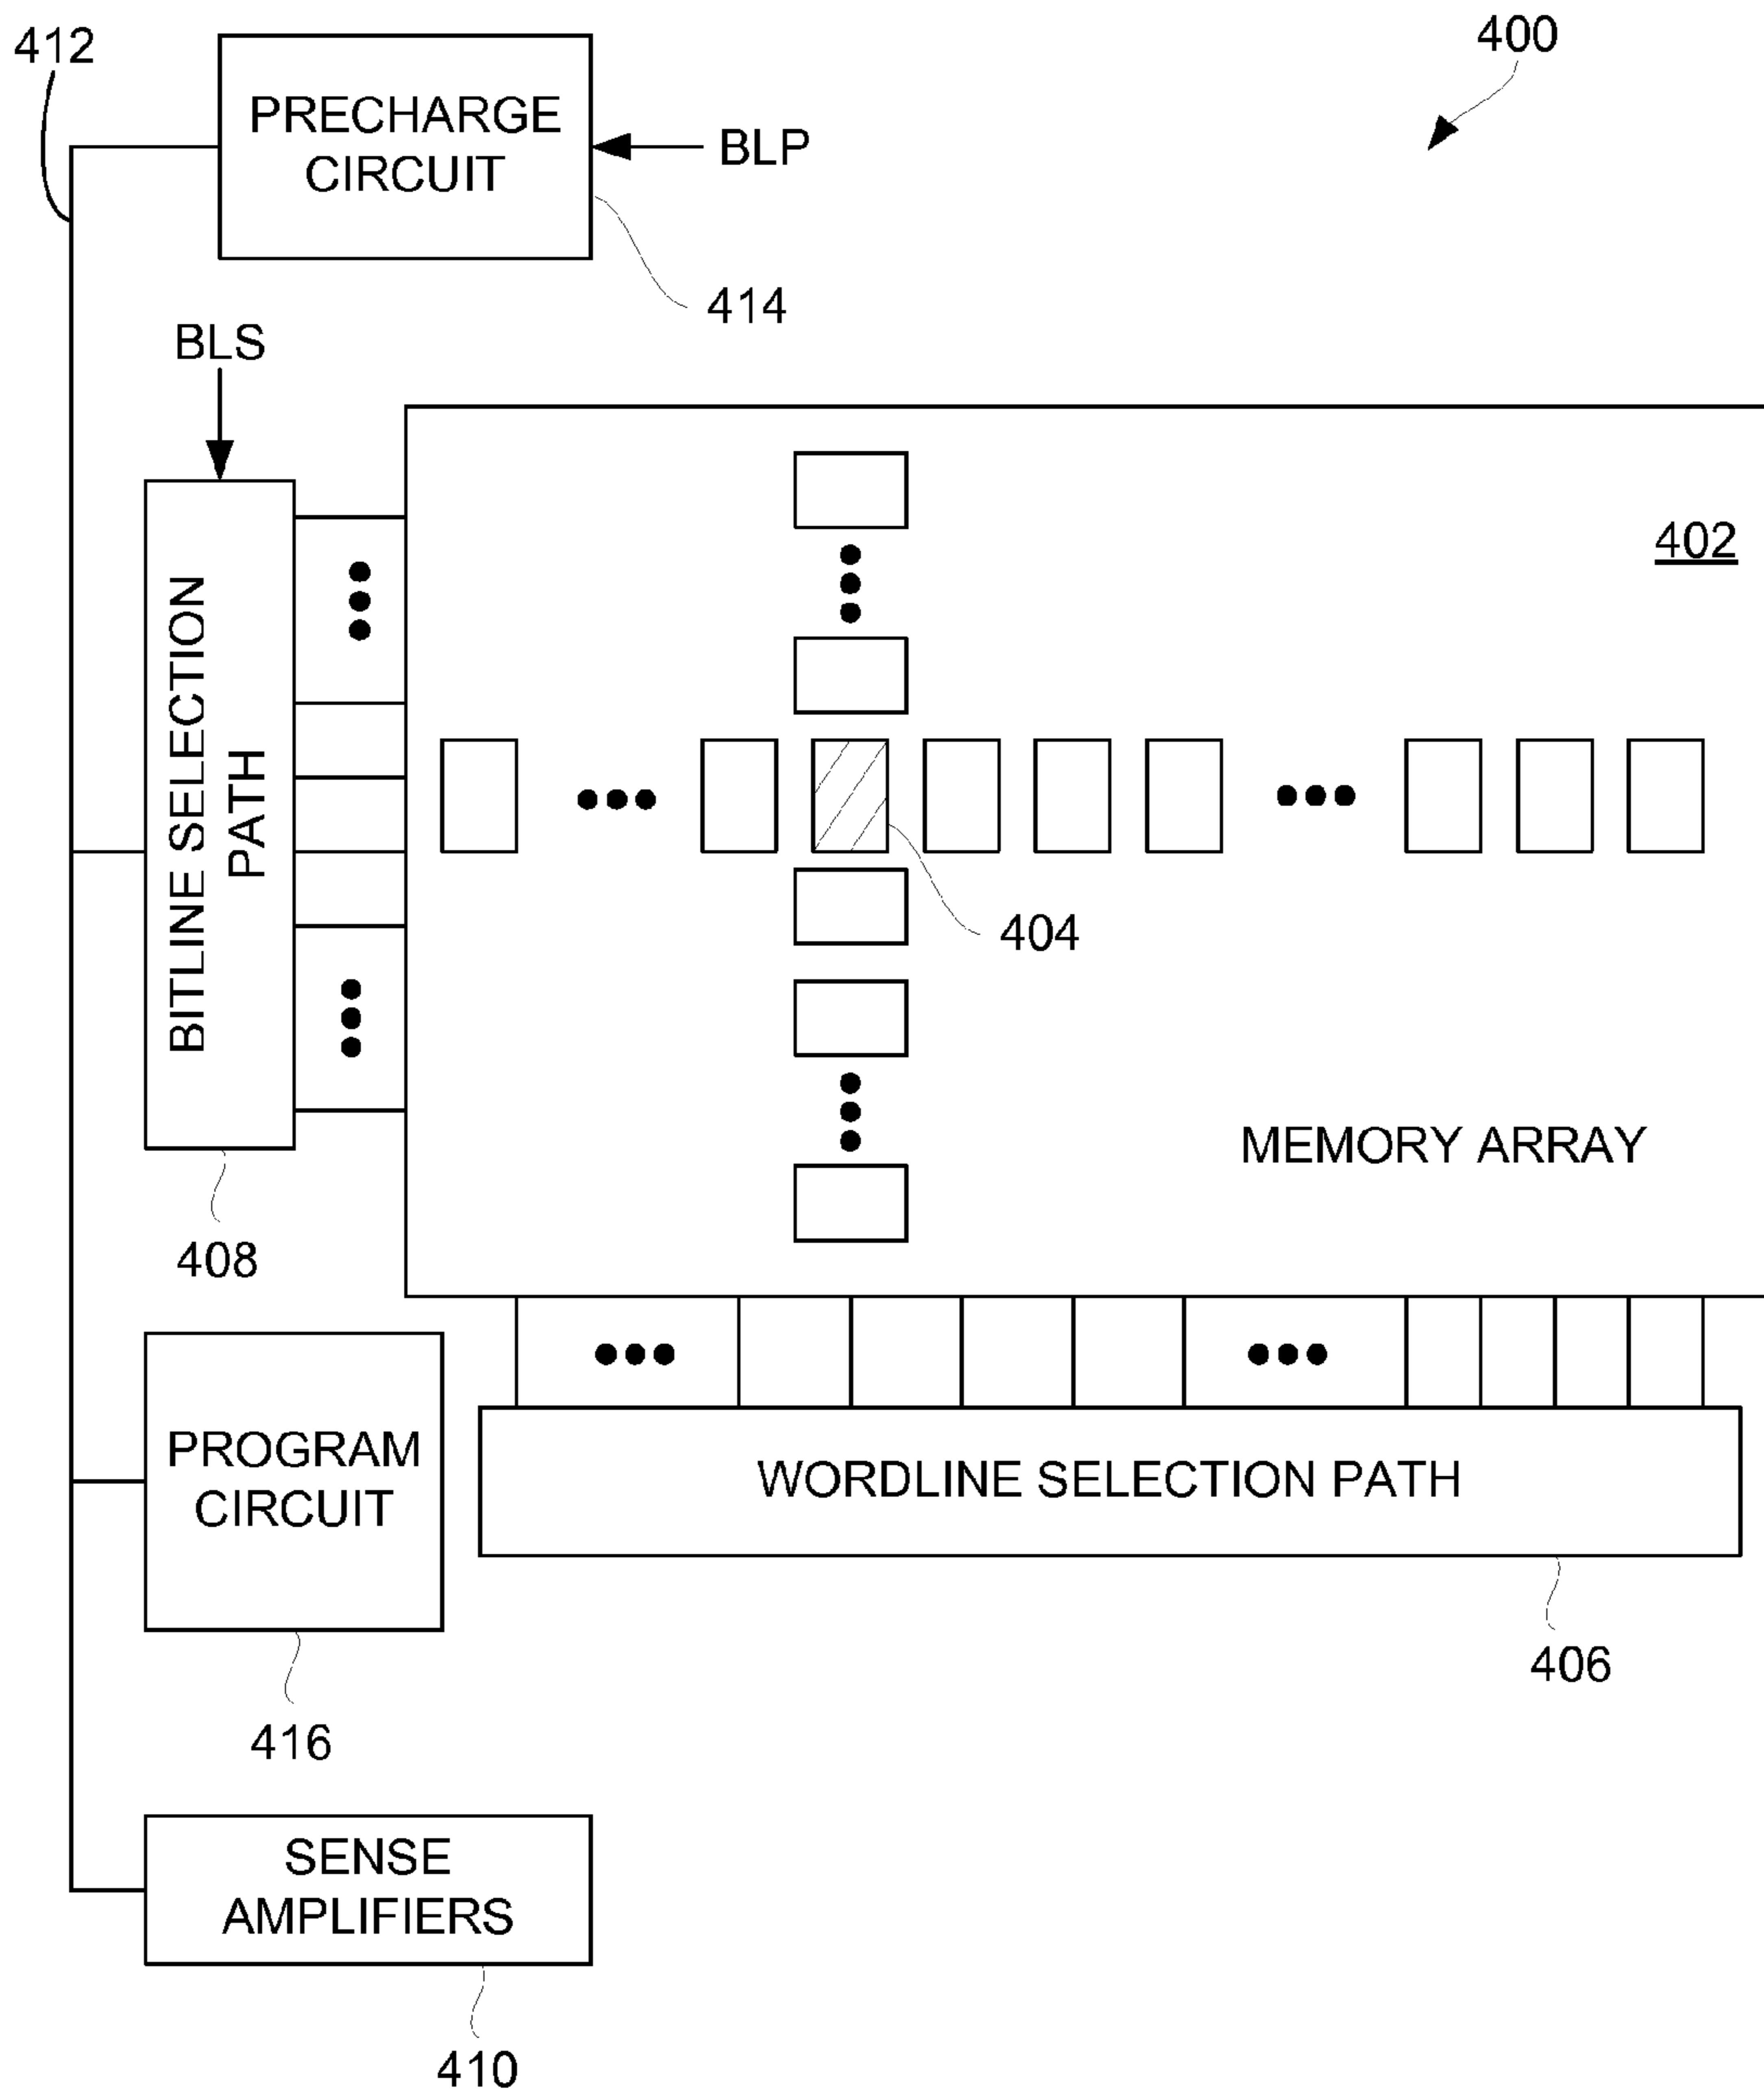 412
400
PRECHARGE
CIRCUIT
BLP
414
BLS
402
BITLINE SELECTION
PATH
404
MEMORY ARRAY
408
PROGRAM
CIRCUIT
WORDLINE SELECTION PATH
406
416
SENSE
AMPLIFIERS
410